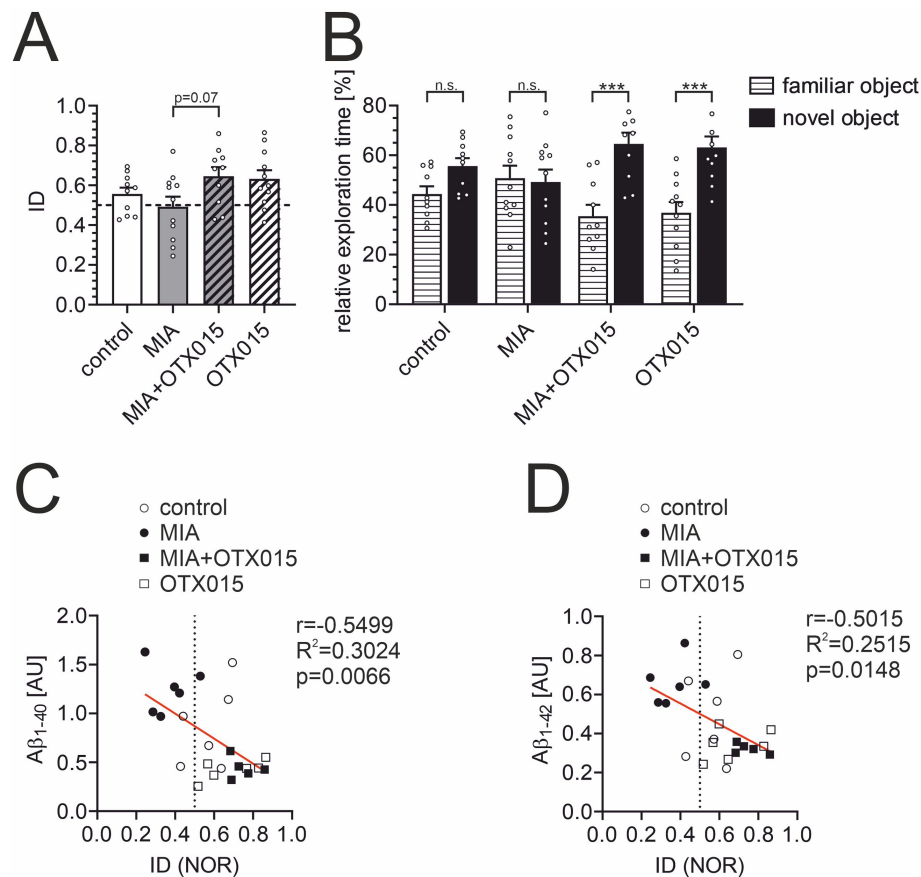 A
B
ID
1.0
0.8
0.6
0.4
0.2
0.0
p=0.07
control
MIA
MIA+OTX015
OTX015
relative exploration time [%]
80
60
40
20
0
n.s.
n.s.
***
***
control
MIA
MIA+OTX015
OTX015
familiar object
novel object
C
control
MIA
MIA+OTX015
OTX015
r=-0.5499
R²=0.3024
p=0.0066
Aβ1-40 [AU]
2.0
1.5
1.0
0.5
0.0
0.0 0.2 0.4 0.6 0.8 1.0
ID (NOR)
D
control
MIA
MIA+OTX015
OTX015
r=-0.5015
R²=0.2515
p=0.0148
Aβ1-42 [AU]
1.0
0.8
0.6
0.4
0.2
0.0
0.0 0.2 0.4 0.6 0.8 1.0
ID (NOR)